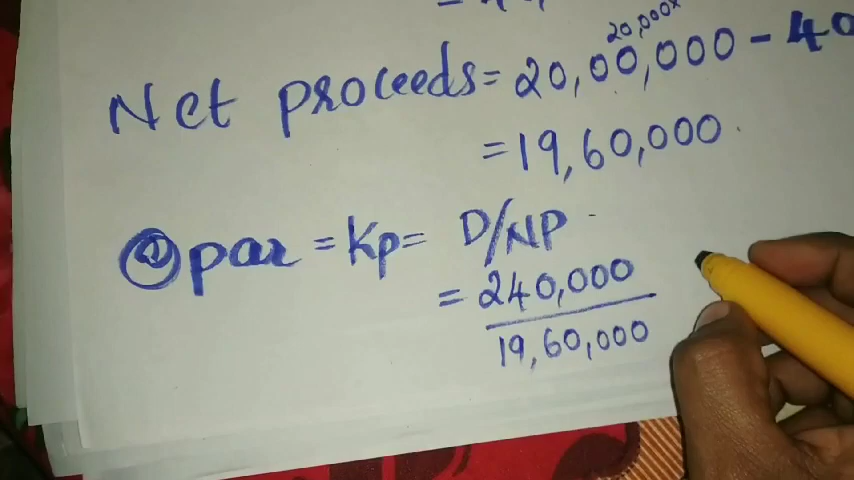 20,000x
Net proceeds = 20,00,000 - 40
= 19,60,000
@ par = Kp = D/NP
= 240,000
19,60,000